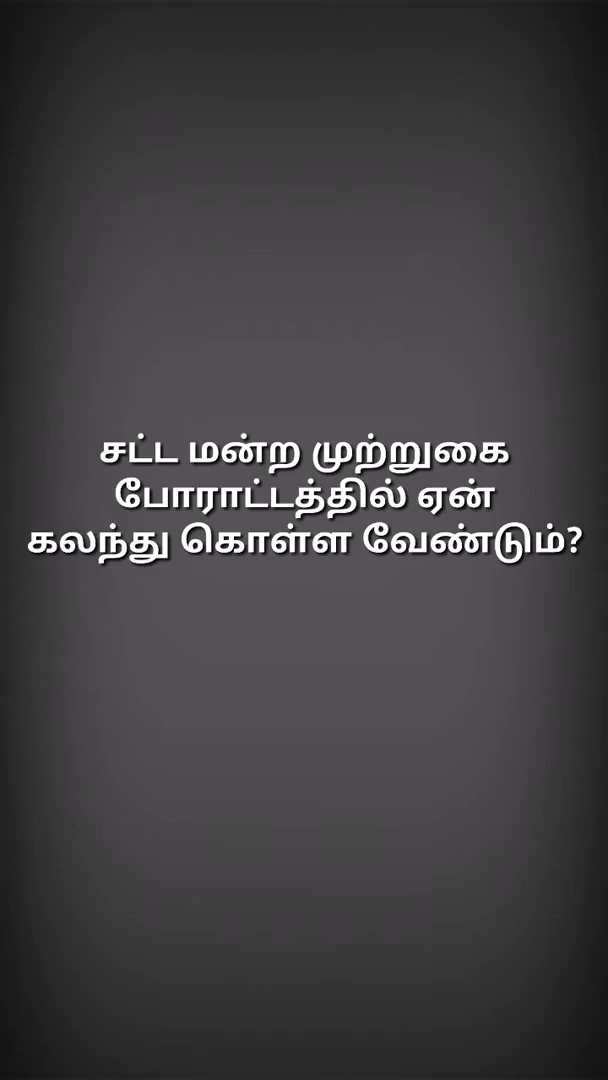 சட்ட மன்ற முற்றுகை
போராட்டத்தில் ஏன்
கலந்து கொள்ள வேண்டும்?